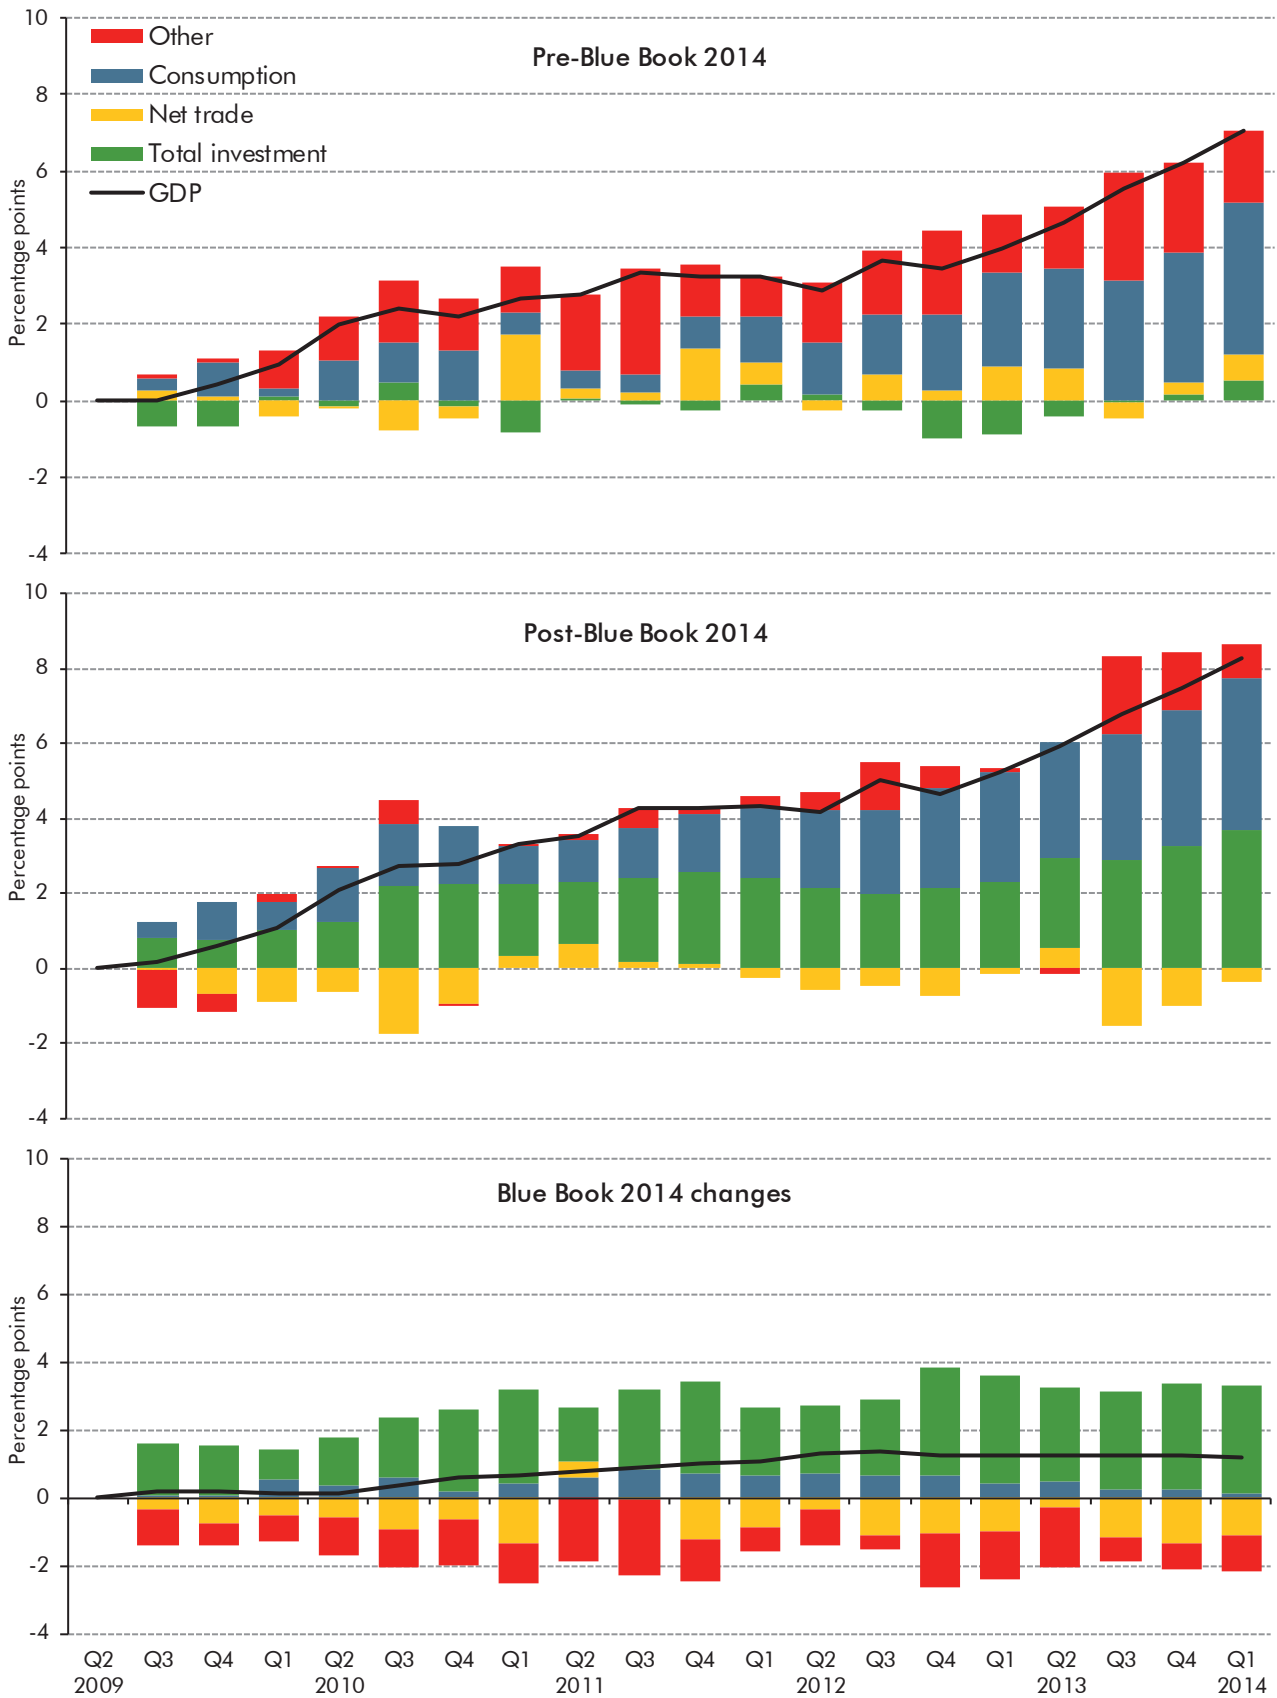 Pre-Blue Book 2014
Other
Consumption
Net trade
Total investment
GDP
Percentage points
10
8
6
4
2
0
-2
-4
Post-Blue Book 2014
Percentage points
10
8
6
4
2
0
-2
-4
Blue Book 2014 changes
Percentage points
10
8
6
4
2
0
-2
-4
Q2 Q3 Q4 Q1 Q2 Q3 Q4 Q1 Q2 Q3 Q4 Q1 Q2 Q3 Q4 Q1 Q2 Q3 Q4 Q1
2009 2010 2011 2012 2013 2014